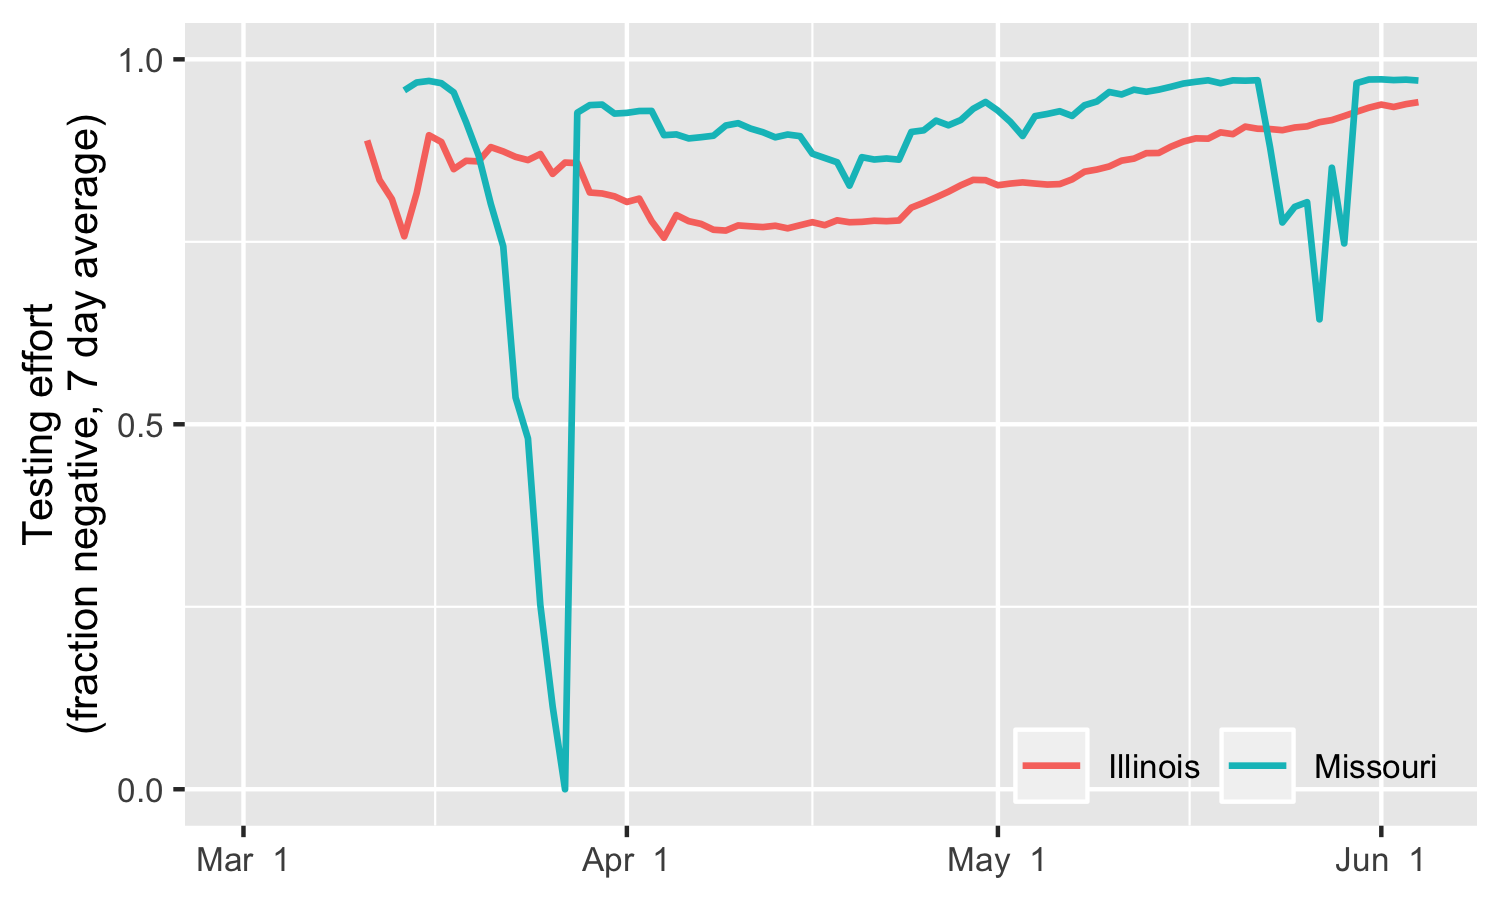 Testing effort
(fraction negative, 7 day average)
1.0
0.5
0.0
Mar 1
Apr 1
May 1
Jun 1
Illinois
Missouri